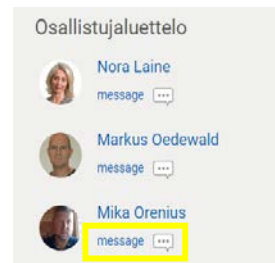 Osallistujaluettelo
Nora Laine
message
Markus Oedewald
message
Mika Orenius
message